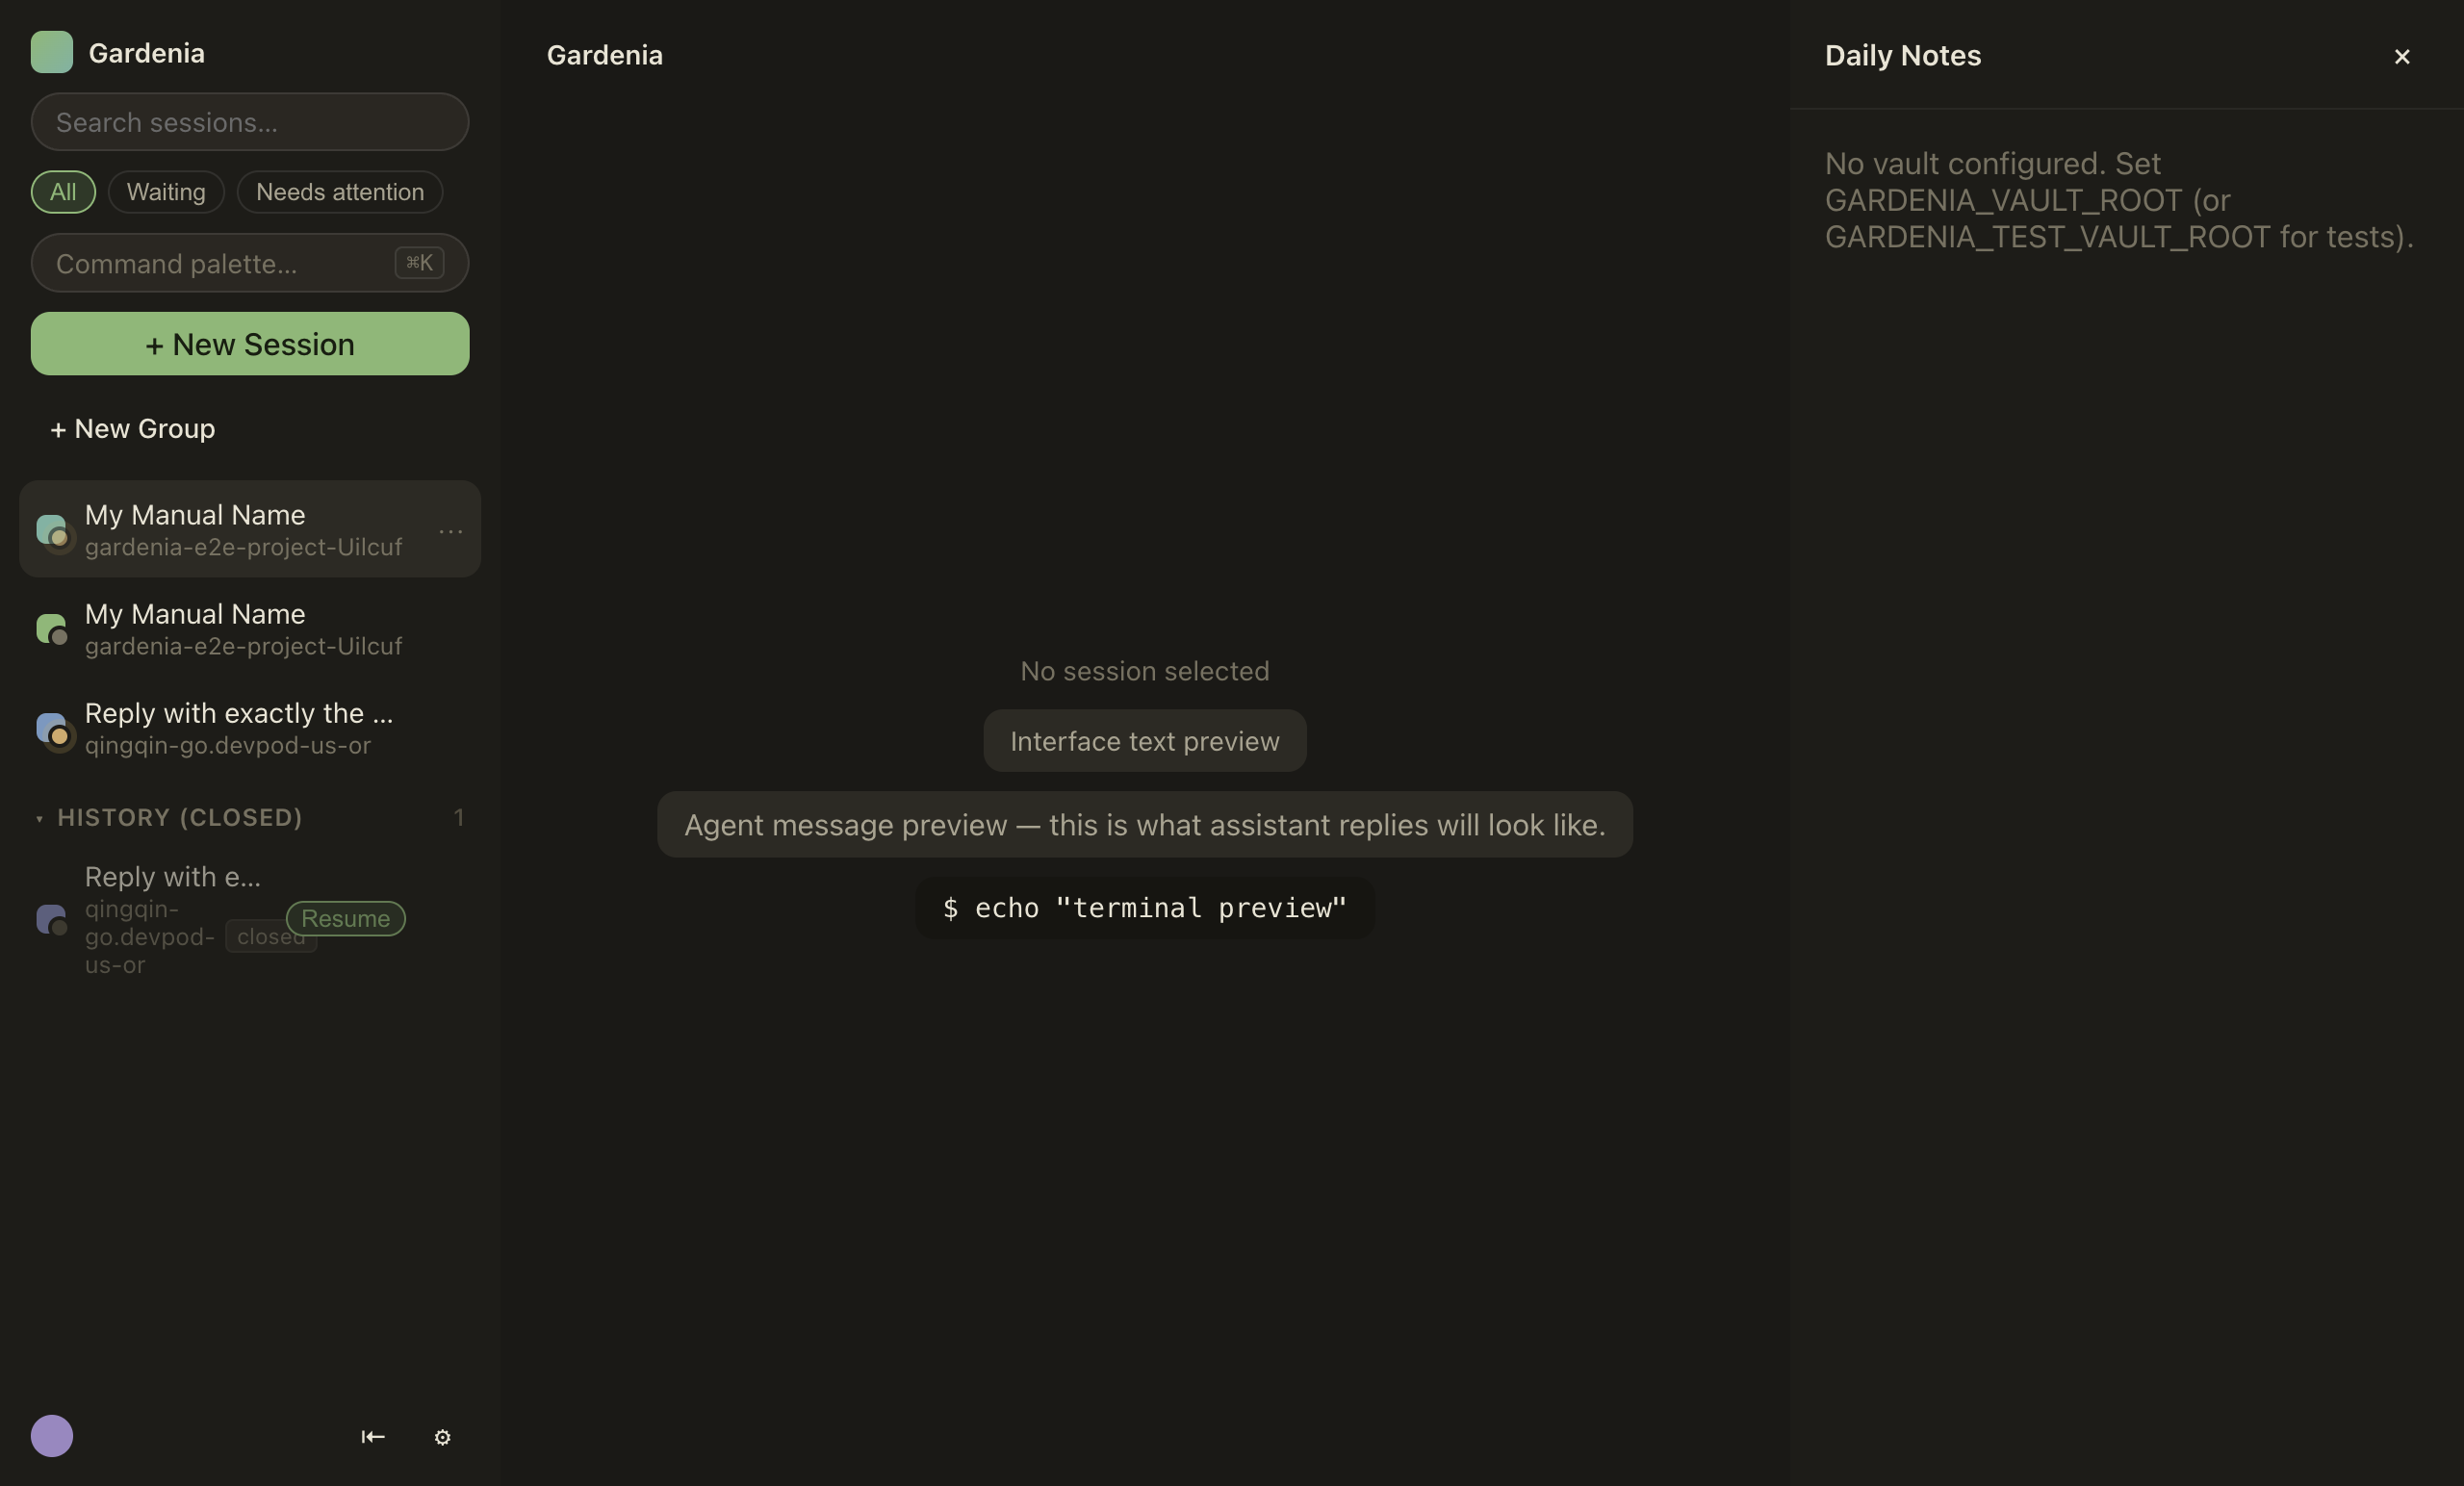 Gardenia
Search sessions...
All
Waiting
Needs attention
Command palette...
⌘K
+ New Session
+ New Group
My Manual Name
gardenia-e2e-project-Uilcuf
...
My Manual Name
gardenia-e2e-project-Uilcuf
Reply with exactly the ...
qingqin-go.devpod-us-or
HISTORY (CLOSED)
1
Reply with e...
qingqin-
go.devpod-
us-or
closed
Resume
Gardenia
No session selected
Interface text preview
Agent message preview — this is what assistant replies will look like.
$ echo "terminal preview"
Daily Notes
×
No vault configured. Set
GARDENIA_VAULT_ROOT (or
GARDENIA_TEST_VAULT_ROOT for tests).